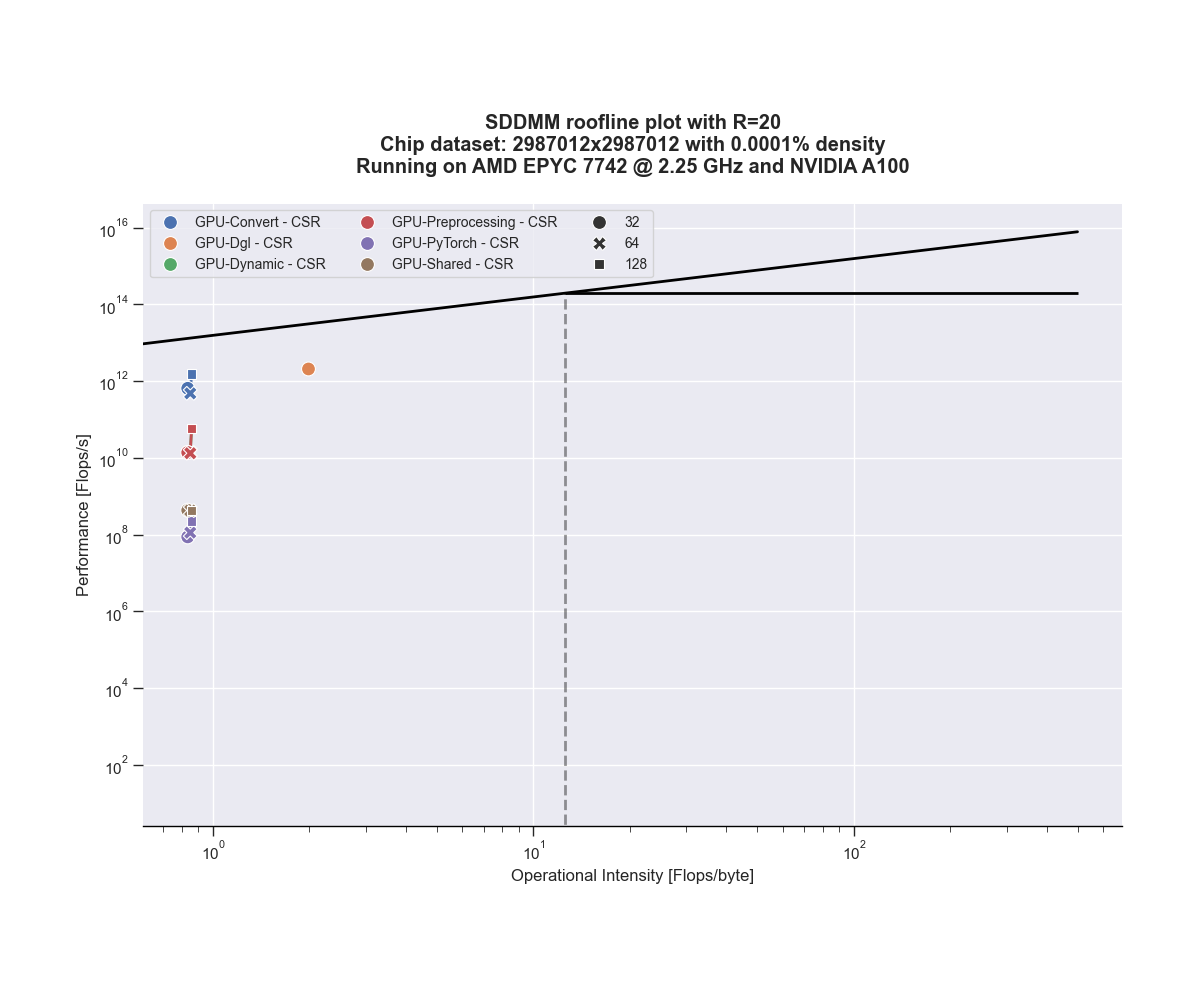 SDDMM roofline plot with R=20
Chip dataset: 2987012x2987012 with 0.0001% density
Running on AMD EPYC 7742 @ 2.25 GHz and NVIDIA A100
GPU-Convert - CSR GPU-Preprocessing - CSR 32
GPU-Dgl - CSR GPU-PyTorch - CSR 64
GPU-Dynamic - CSR GPU-Shared - CSR 128
10^16
10^14
10^12
10^10
10^8
10^6
10^4
10^2
Performance [Flops/s]
10^0 10^1 10^2
Operational Intensity [Flops/byte]